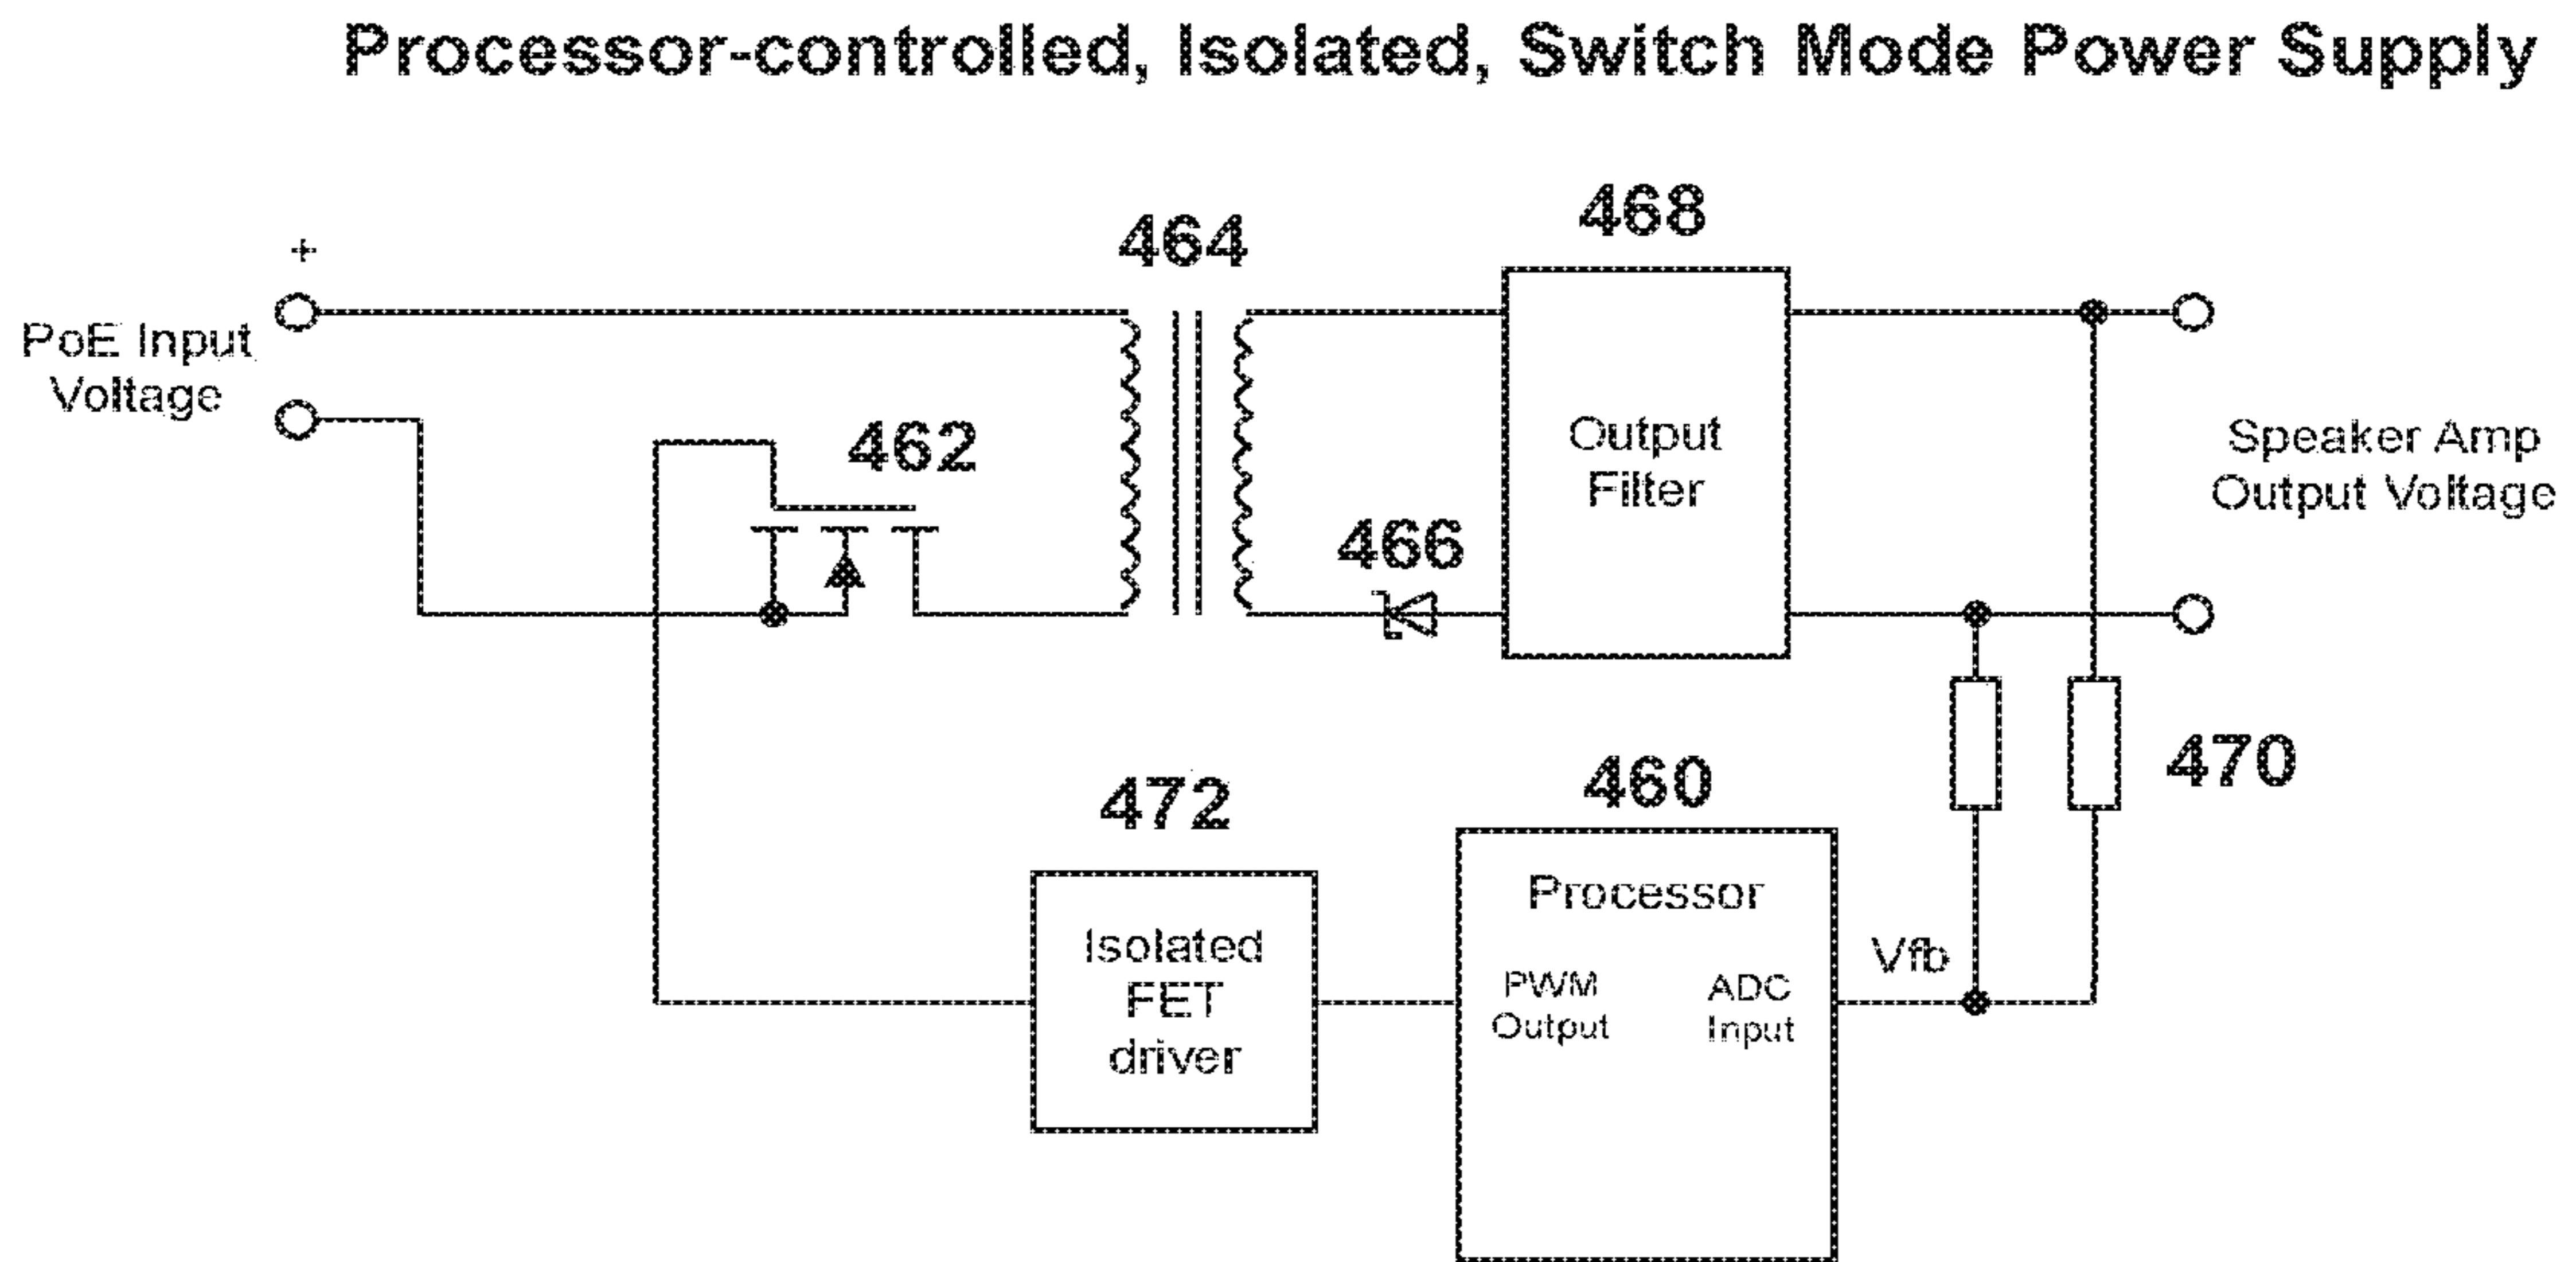 Processor-controlled, Isolated, Switch Mode Power Supply
468
464
+
PoE Input
Voltage
462
Output
Filter
Speaker Amp
Output Voltage
466
472
460
470
Processor
Isolated
FET
driver
Vfb
PWM
Output
ADC
Input